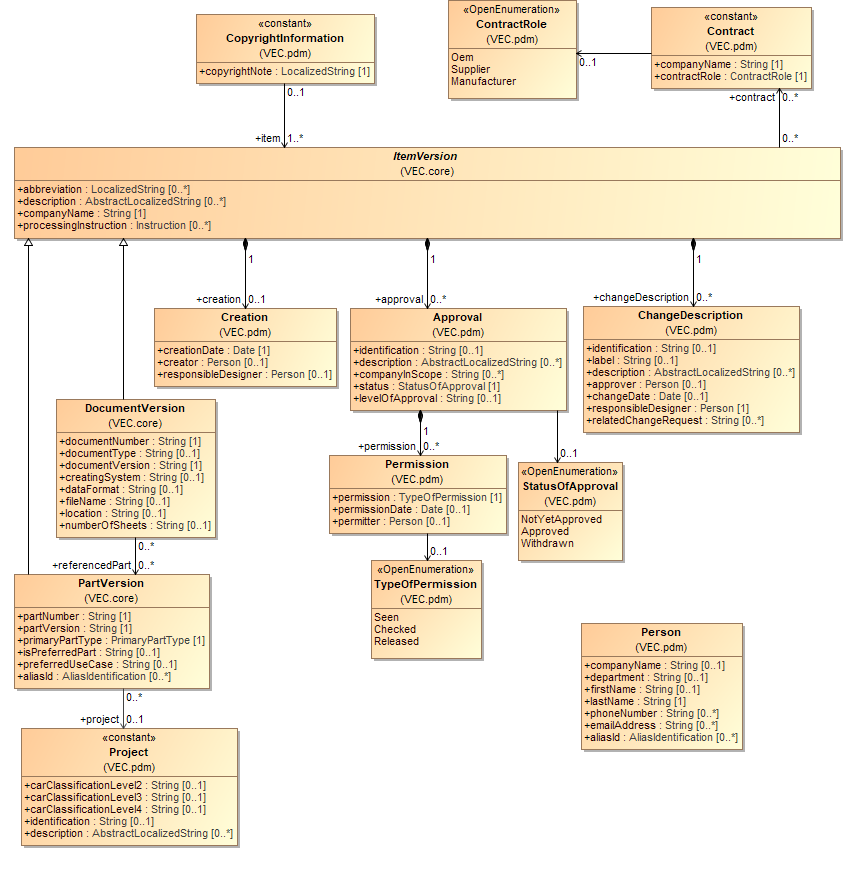 «constant»
CopyrightInformation
(VEC.pdm)
+copyrightNote : LocalizedString [1]
«OpenEnumeration»
ContractRole
(VEC.pdm)
Oem
Supplier
Manufacturer
«constant»
Contract
(VEC.pdm)
+companyName : String [1]
+contractRole : ContractRole [1]
0..1
0..1
+contract
0..*
+item
1..*
0..*
ItemVersion
(VEC.core)
+abbreviation : LocalizedString [0..*]
+description : AbstractLocalizedString [0..*]
+companyName : String [1]
+processingInstruction : Instruction [0..*]
1
1
1
+creation
0..1
+approval
0..*
+changeDescription
0..*
Creation
(VEC.pdm)
+creationDate : Date [1]
+creator : Person [0..1]
+responsibleDesigner : Person [0..1]
Approval
(VEC.pdm)
+identification : String [0..1]
+description : AbstractLocalizedString [0..*]
+companyInScope : String [0..*]
+status : StatusOfApproval [1]
+levelOfApproval : String [0..1]
ChangeDescription
(VEC.pdm)
+identification : String [0..1]
+label : String [0..1]
+description : AbstractLocalizedString [0..*]
+approver : Person [0..1]
+changeDate : Date [0..1]
+responsibleDesigner : Person [1]
+relatedChangeRequest : String [0..*]
DocumentVersion
(VEC.core)
+documentNumber : String [1]
+documentType : String [0..1]
+documentVersion : String [1]
+creatingSystem : String [0..1]
+dataFormat : String [0..1]
+fileName : String [0..1]
+location : String [0..1]
+numberOfSheets : String [0..1]
1
+permission
0..*
0..1
Permission
(VEC.pdm)
+permission : TypeOfPermission [1]
+permissionDate : Date [0..1]
+permitter : Person [0..1]
«OpenEnumeration»
StatusOfApproval
(VEC.pdm)
NotYetApproved
Approved
Withdrawn
0..*
+referencedPart
0..*
0..1
«OpenEnumeration»
TypeOfPermission
(VEC.pdm)
Seen
Checked
Released
PartVersion
(VEC.core)
+partNumber : String [1]
+partVersion : String [1]
+primaryPartType : PrimaryPartType [1]
+isPreferredPart : String [0..1]
+preferredUseCase : String [0..1]
+aliasId : AliasIdentification [0..*]
Person
(VEC.pdm)
+companyName : String [0..1]
+department : String [0..1]
+firstName : String [0..1]
+lastName : String [1]
+phoneNumber : String [0..*]
+emailAddress : String [0..*]
+aliasId : AliasIdentification [0..*]
0..*
+project
0..1
«constant»
Project
(VEC.pdm)
+carClassificationLevel2 : String [0..1]
+carClassificationLevel3 : String [0..1]
+carClassificationLevel4 : String [0..1]
+identification : String [0..1]
+description : AbstractLocalizedString [0..*]